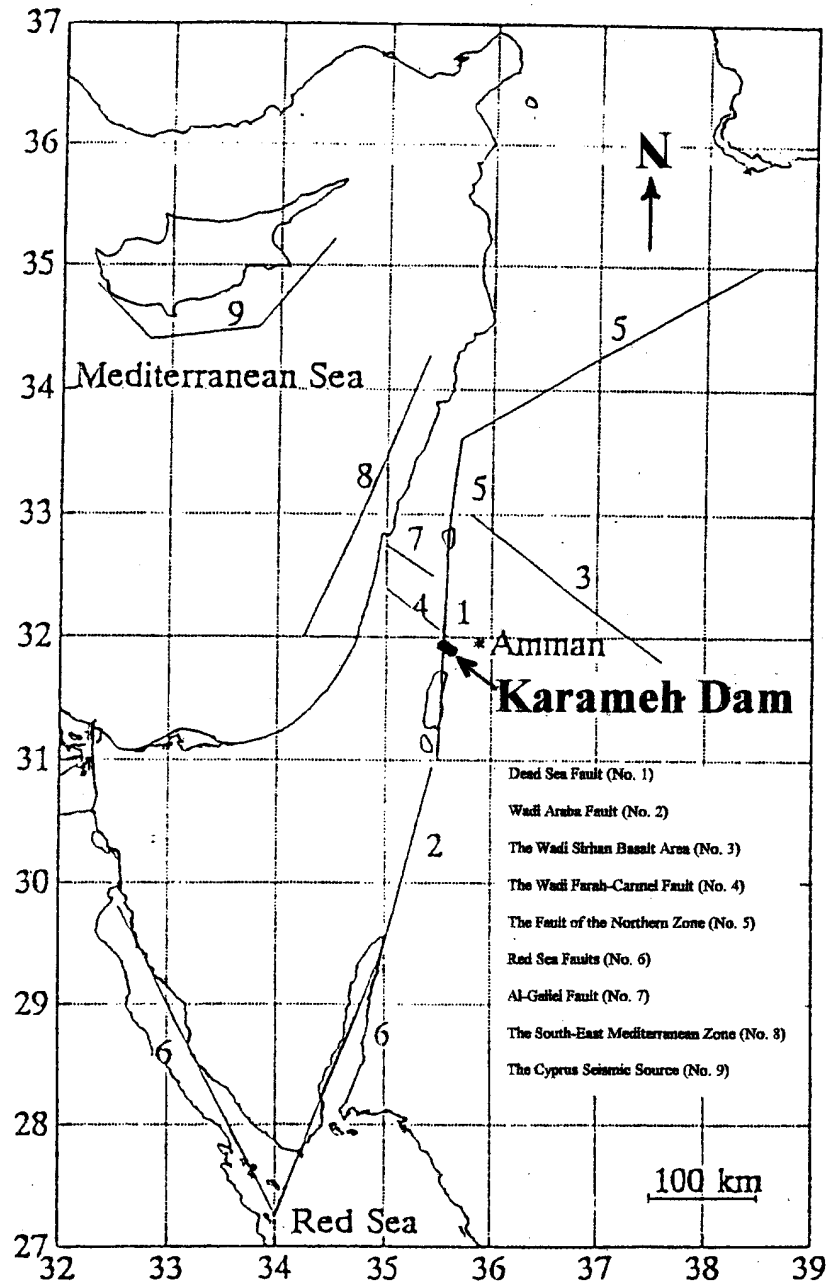 37
36
N
35
5
9
Mediterranean Sea
34
8
5
33
7
3
4
1
32
*Amman
Karameh Dam
31
Dead Sea Fault (No. 1)
Wadi Araba Fault (No. 2)
2
The Wadi Sirhan Basalt Area (No. 3)
30
The Wadi Farah-Carmel Fault (No. 4)
The Fault of the Northern Zone (No. 5)
Red Sea Faults (No. 6)
29
Al-Galiel Fault (No. 7)
6
6
The South-East Mediterranean Zone (No. 8)
The Cyprus Seismic Source (No. 9)
28
100 km
Red Sea
27
32 33 34 35 36 37 38 39